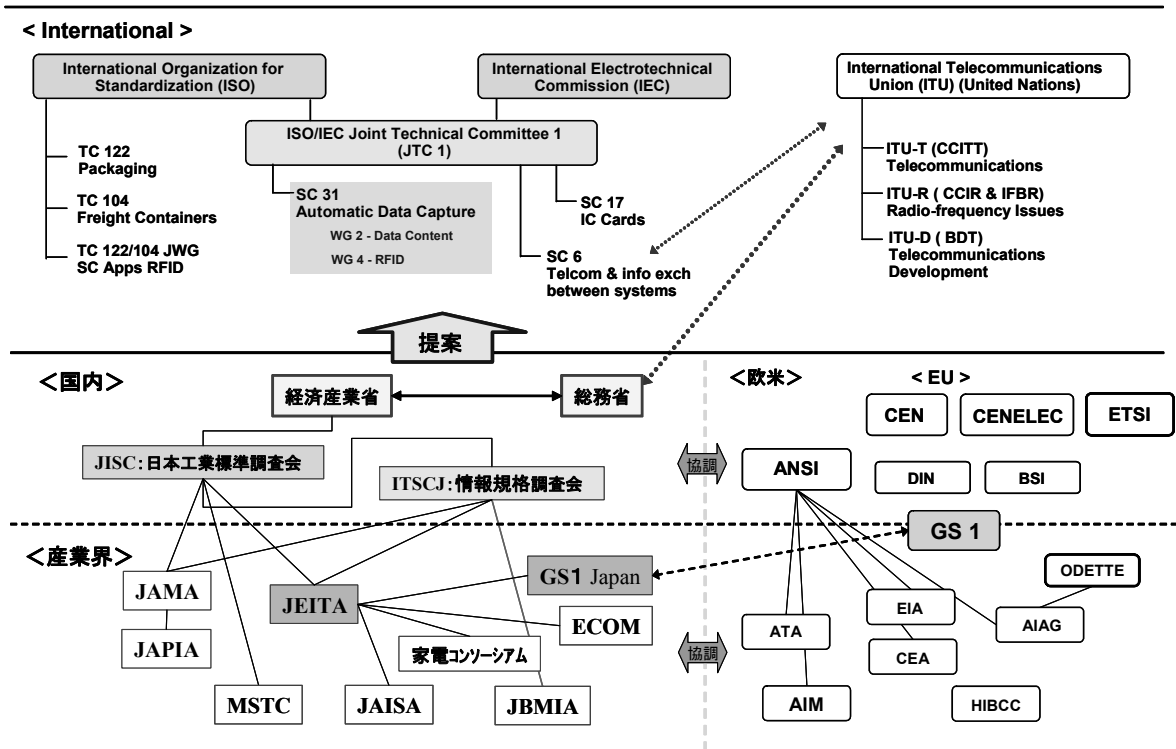 < International >
International Organization for
Standardization (ISO)
International Electrotechnical
Commission (IEC)
International Telecommunications
Union (ITU) (United Nations)
ISO/IEC Joint Technical Committee 1
(JTC 1)
TC 122
Packaging
TC 104
Freight Containers
TC 122/104 JWG
SC Apps RFID
SC 31
Automatic Data Capture
WG 2 - Data Content
WG 4 - RFID
SC 17
IC Cards
SC 6
Telcom & info exch
between systems
ITU-T (CCITT)
Telecommunications
ITU-R ( CCIR & IFBR)
Radio-frequency Issues
ITU-D ( BDT)
Telecommunications
Development
提案
＜国内＞
経済産業省
総務省
JISC:日本工業標準調査会
ITSCJ:情報規格調査会
＜欧米＞
< EU >
CEN
CENELEC
ETSI
協調
ANSI
DIN
BSI
GS 1
＜産業界＞
JAMA
JEITA
GS1 Japan
JAPIA
ECOM
家電コンソーシアム
MSTC
JAISA
JBMIA
協調
ODETTE
EIA
ATA
AIAG
CEA
AIM
HIBCC